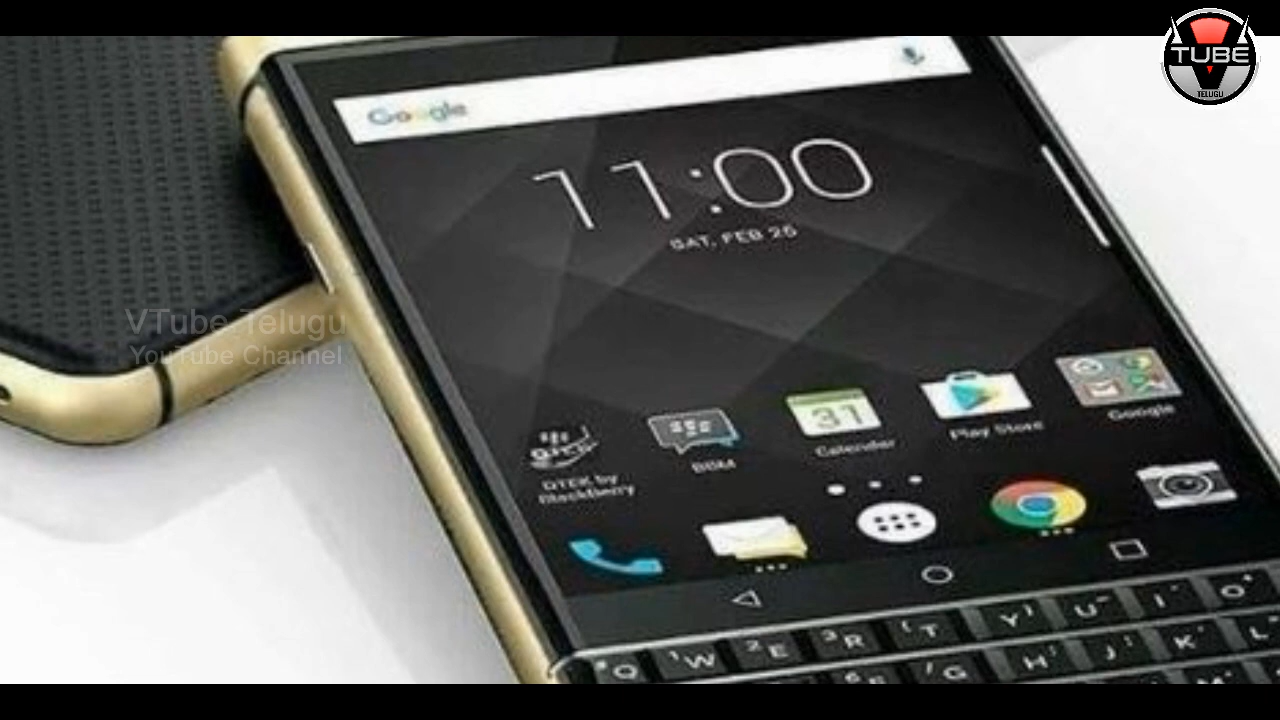 TUBE
TELUGU
Google
11:00
SAT, FEB 25
VTube Telugu
YouTube Channel
31
DTEK by
BlackBerry
BBM
Calendar
Play Store
Google
Q W E R T Y U I O
G H J K L